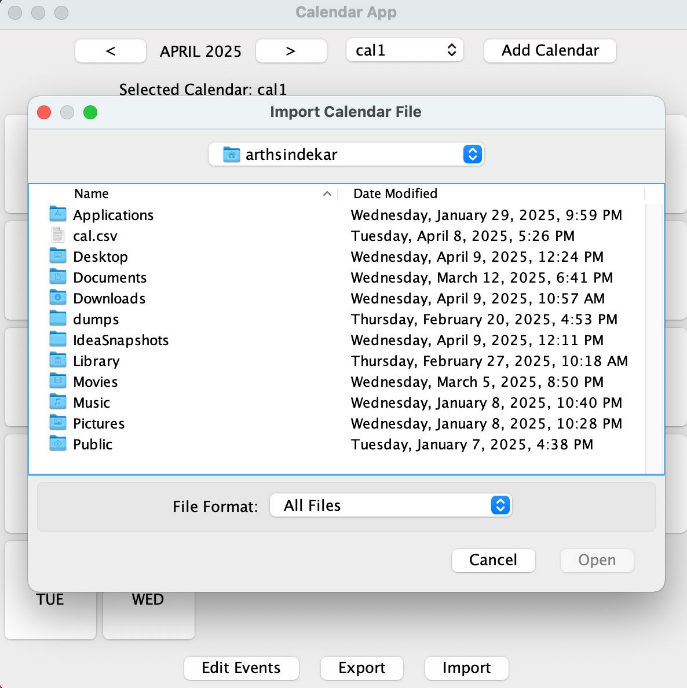 Calendar App
< APRIL 2025 > cal1 Add Calendar
Selected Calendar: cal1
Import Calendar File
arthsindekar
Name Date Modified
Applications Wednesday, January 29, 2025, 9:59 PM
cal.csv Tuesday, April 8, 2025, 5:26 PM
Desktop Wednesday, April 9, 2025, 12:24 PM
Documents Wednesday, March 12, 2025, 6:41 PM
Downloads Wednesday, April 9, 2025, 10:57 AM
dumps Thursday, February 20, 2025, 4:53 PM
IdeaSnapshots Wednesday, April 9, 2025, 12:11 PM
Library Thursday, February 27, 2025, 10:18 AM
Movies Wednesday, March 5, 2025, 8:50 PM
Music Wednesday, January 8, 2025, 10:40 PM
Pictures Wednesday, January 8, 2025, 10:28 PM
Public Tuesday, January 7, 2025, 4:38 PM
File Format: All Files
Cancel Open
TUE WED
Edit Events Export Import